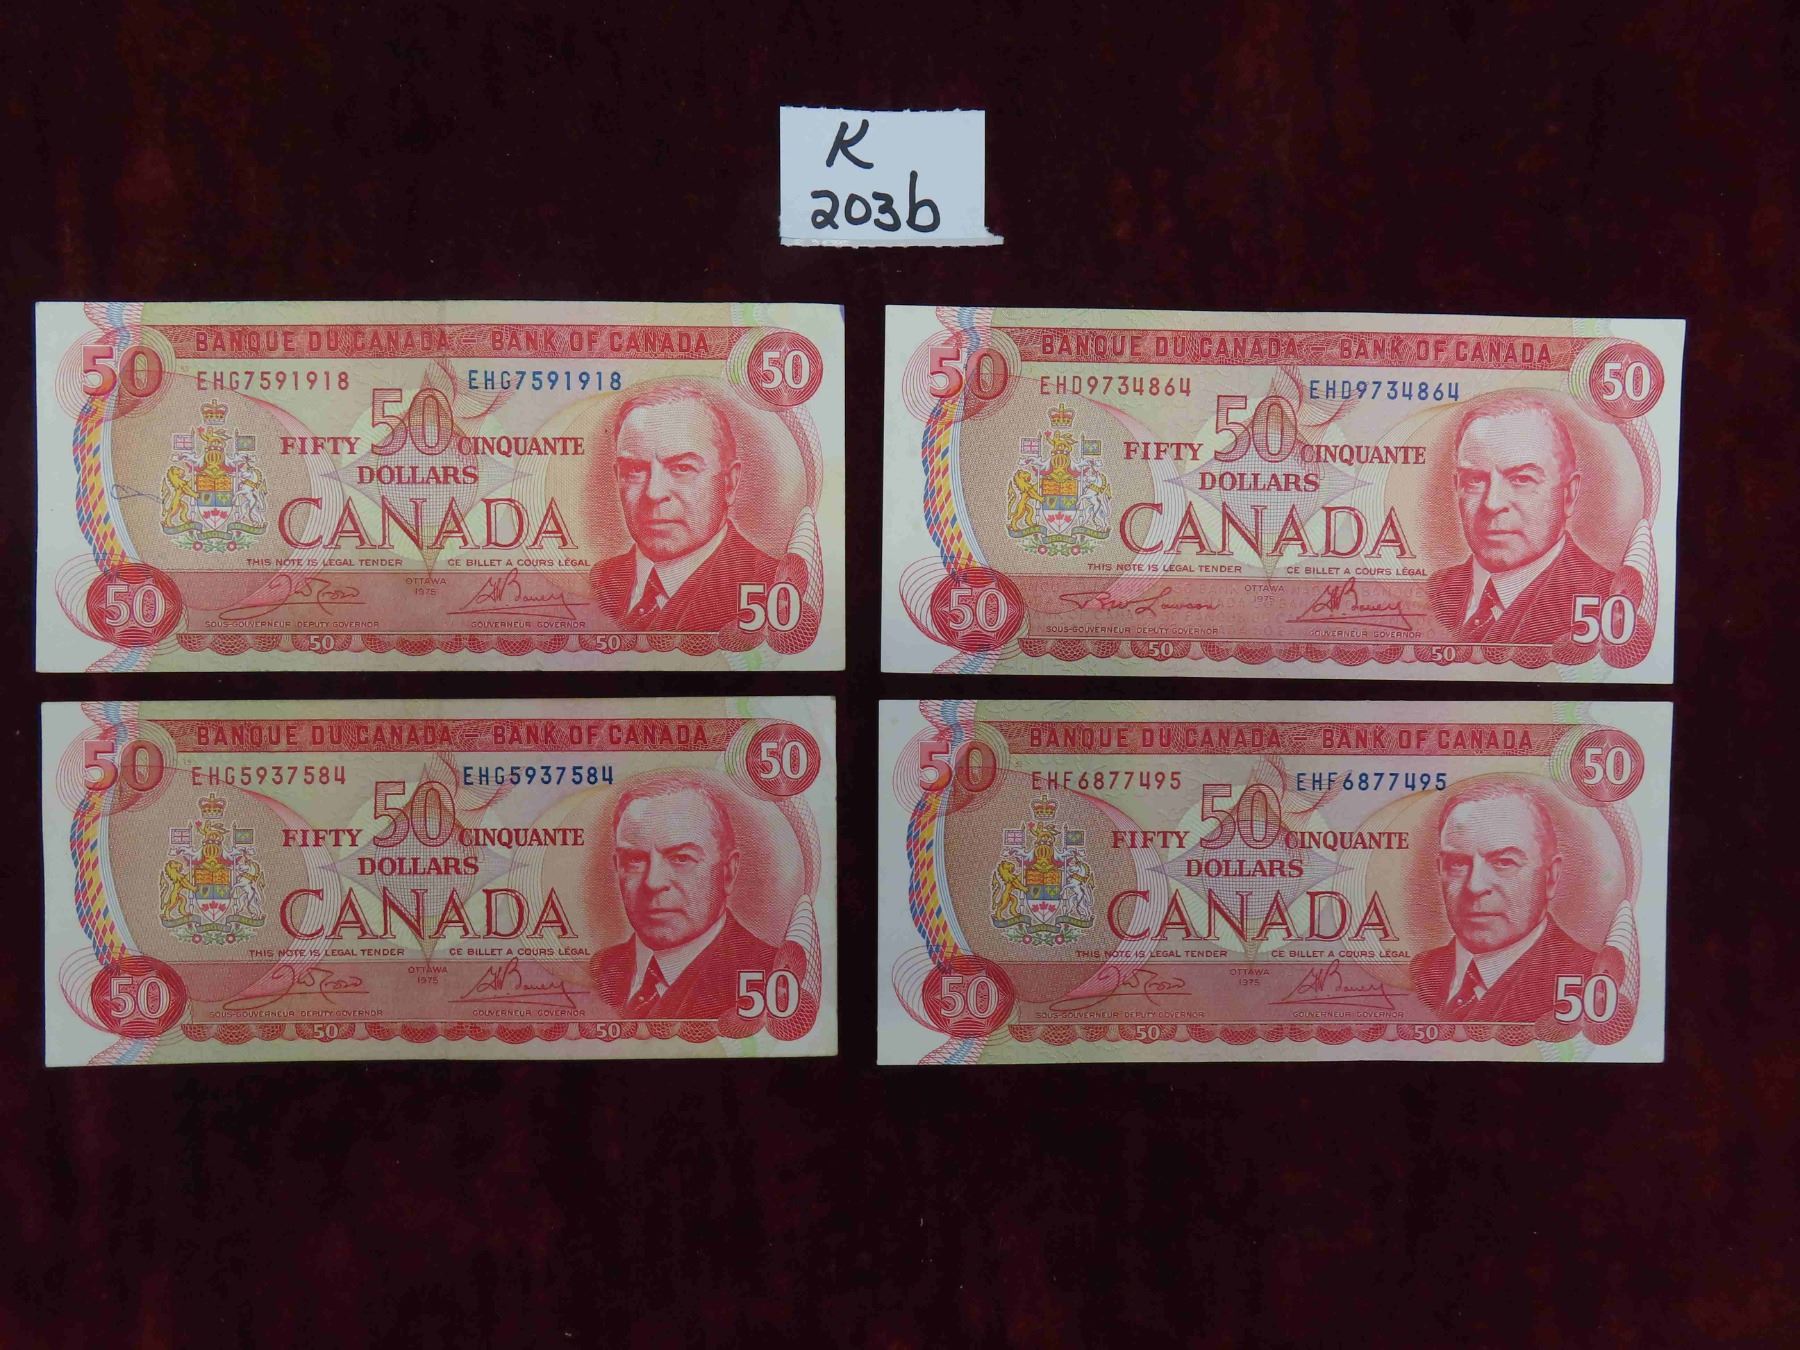 K
203b
BANQUE DU CANADA – BANK OF CANADA
50 50
EHG7591918 EHG7591918
50
FIFTY CINQUANTE
DOLLARS
CANADA
THIS NOTE IS LEGAL TENDER CE BILLET A COURS LÉGAL
OTTAWA
1975
50 50
SOUS-GOUVERNEUR DEPUTY GOVERNOR GOUVERNEUR GOVERNOR
50 50
BANQUE DU CANADA – BANK OF CANADA
50 50
EHD9734864 EHD9734864
50
FIFTY CINQUANTE
DOLLARS
CANADA
THIS NOTE IS LEGAL TENDER CE BILLET A COURS LÉGAL
OTTAWA
1975
R W Lawson
50 50
SOUS-GOUVERNEUR DEPUTY GOVERNOR GOUVERNEUR GOVERNOR
50 50
BANQUE DU CANADA – BANK OF CANADA
50 50
EHG5937584 EHG5937584
50
FIFTY CINQUANTE
DOLLARS
CANADA
THIS NOTE IS LEGAL TENDER CE BILLET A COURS LÉGAL
OTTAWA
1975
50 50
SOUS-GOUVERNEUR DEPUTY GOVERNOR GOUVERNEUR GOVERNOR
50 50
BANQUE DU CANADA – BANK OF CANADA
50 50
EHF6877495 EHF6877495
50
FIFTY CINQUANTE
DOLLARS
CANADA
THIS NOTE IS LEGAL TENDER CE BILLET A COURS LÉGAL
OTTAWA
1975
50 50
SOUS-GOUVERNEUR DEPUTY GOVERNOR GOUVERNEUR GOVERNOR
50 50